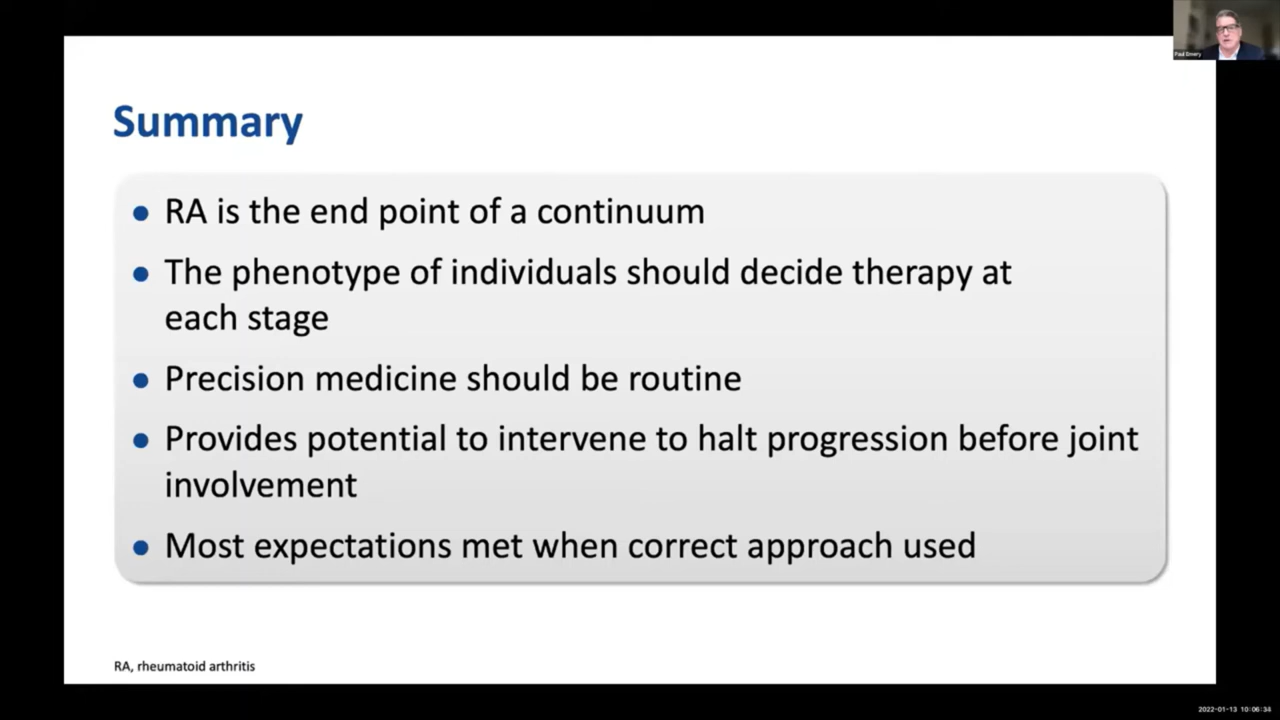 Paul Emery
Summary
● RA is the end point of a continuum
● The phenotype of individuals should decide therapy at
each stage
● Precision medicine should be routine
● Provides potential to intervene to halt progression before joint
involvement
● Most expectations met when correct approach used
RA, rheumatoid arthritis
2022-01-13 10:06:34